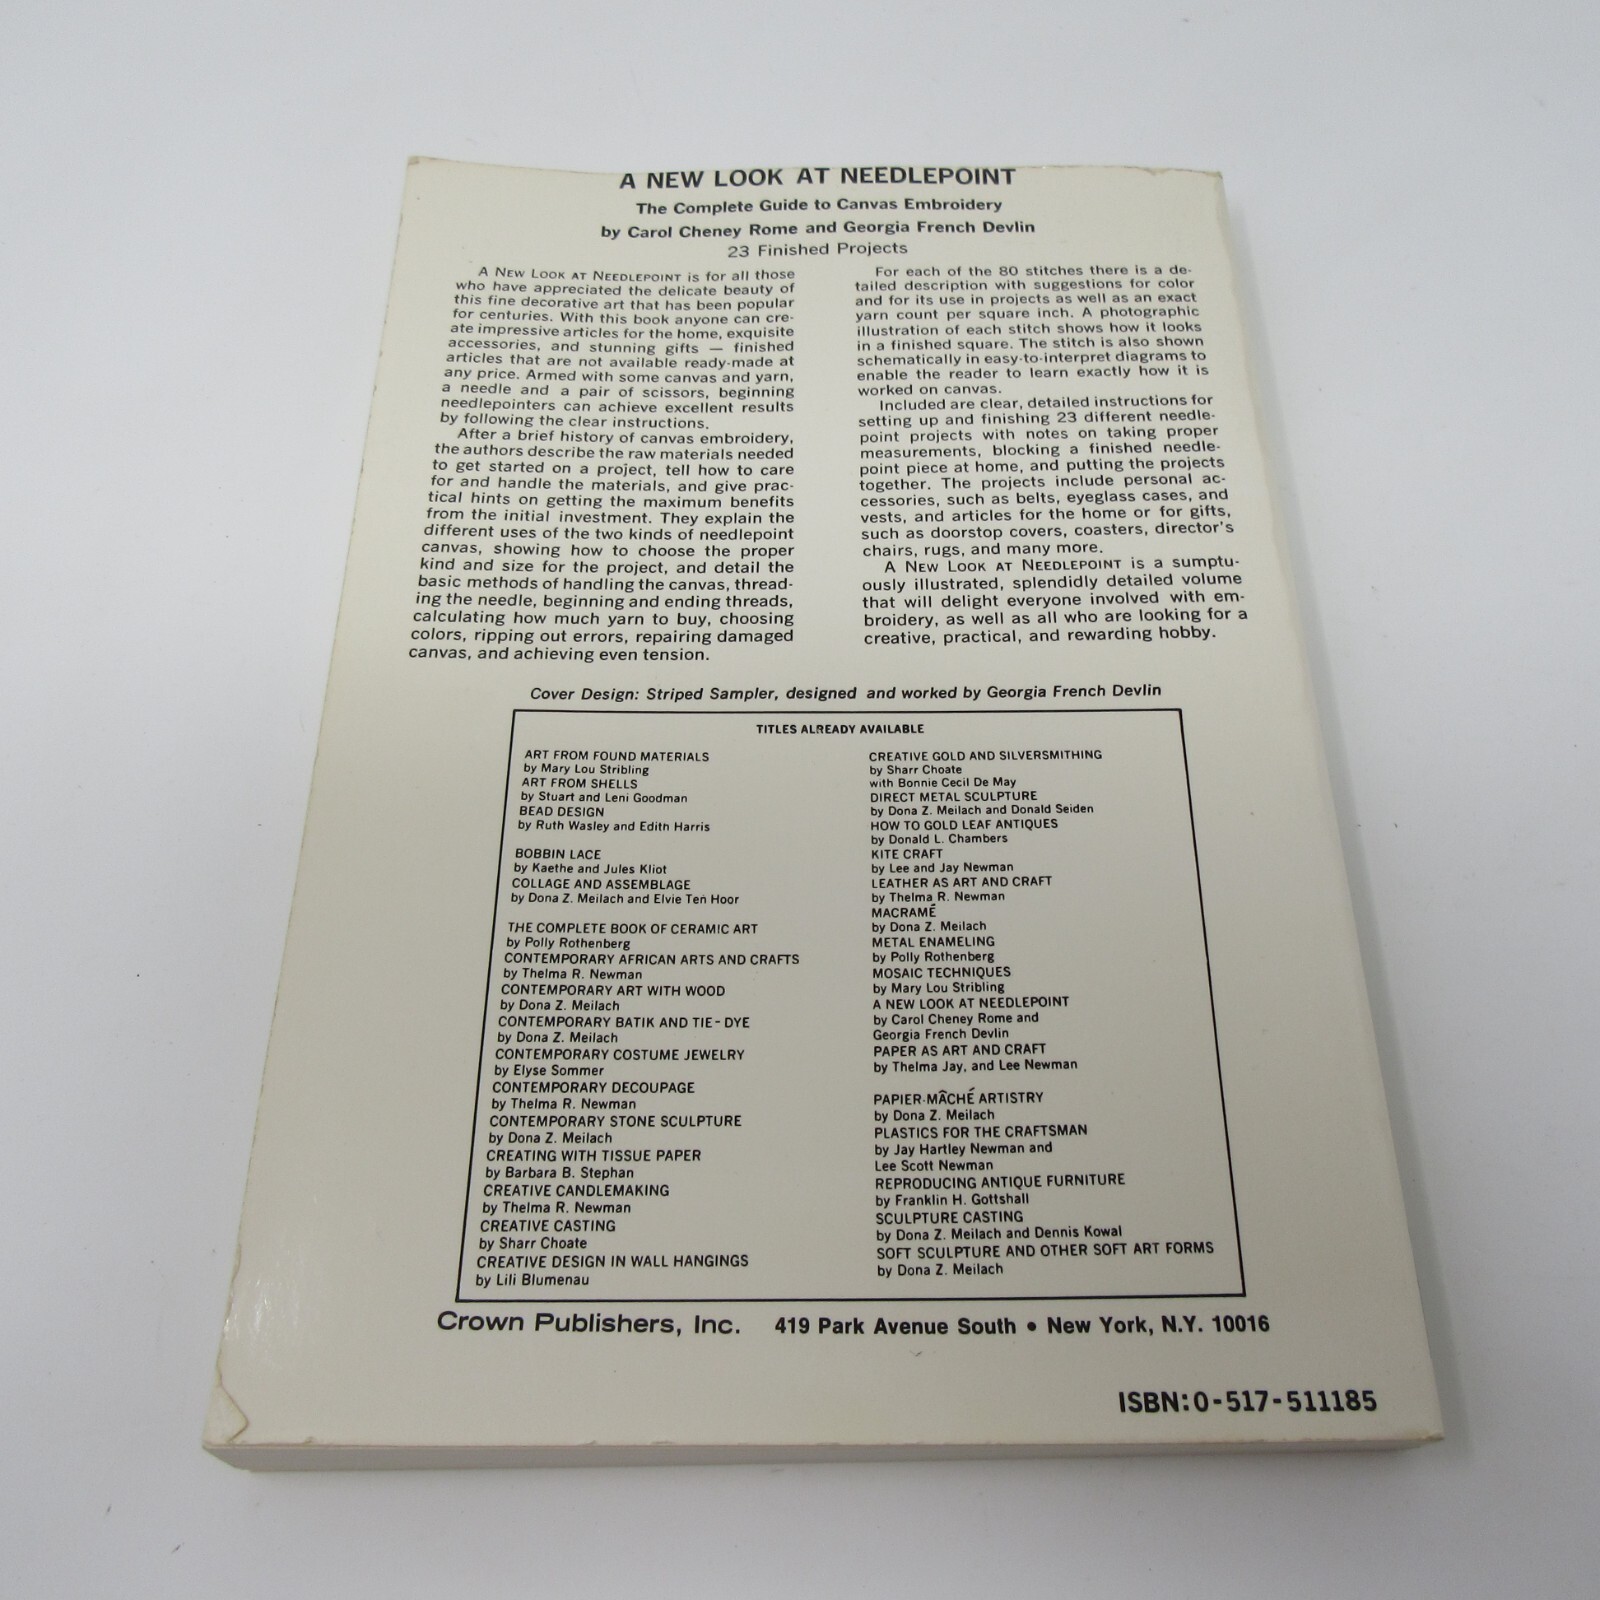 A NEW LOOK AT NEEDLEPOINT
The Complete Guide to Canvas Embroidery
by Carol Cheney Rome and Georgia French Devlin
23 Finished Projects
A NEW LOOK AT NEEDLEPOINT is for all those
who have appreciated the delicate beauty of
this fine decorative art that has been popular
for centuries. With this book anyone can cre-
ate impressive articles for the home, exquisite
accessories, and stunning gifts — finished
articles that are not available ready-made at
any price. Armed with some canvas and yarn,
a needle and a pair of scissors, beginning
needlepointers can achieve excellent results
by following the clear instructions.
After a brief history of canvas embroidery,
the authors describe the raw materials needed
to get started on a project, tell how to care
for and handle the materials, and give prac-
tical hints on getting the maximum benefits
from the initial investment. They explain the
different uses of the two kinds of needlepoint
canvas, showing how to choose the proper
kind and size for the project, and detail the
basic methods of handling the canvas, thread-
ing the needle, beginning and ending threads,
calculating how much yarn to buy, choosing
colors, ripping out errors, repairing damaged
canvas, and achieving even tension.
For each of the 80 stitches there is a de-
tailed description with suggestions for color
and for its use in projects as well as an exact
yarn count per square inch. A photographic
illustration of each stitch shows how it looks
in a finished square. The stitch is also shown
schematically in easy-to-interpret diagrams to
enable the reader to learn exactly how it is
worked on canvas.
Included are clear, detailed instructions for
setting up and finishing 23 different needle-
point projects with notes on taking proper
measurements, blocking a finished needle-
point piece at home, and putting the projects
together. The projects include personal ac-
cessories, such as belts, eyeglass cases, and
vests, and articles for the home or for gifts,
such as doorstop covers, coasters, director's
chairs, rugs, and many more.
A NEW LOOK AT NEEDLEPOINT is a sumptu-
ously illustrated, splendidly detailed volume
that will delight everyone involved with em-
broidery, as well as all who are looking for a
creative, practical, and rewarding hobby.
Cover Design: Striped Sampler, designed and worked by Georgia French Devlin
TITLES ALREADY AVAILABLE
ART FROM FOUND MATERIALS
by Mary Lou Stribling
ART FROM SHELLS
by Stuart and Leni Goodman
BEAD DESIGN
by Ruth Wasley and Edith Harris
BOBBIN LACE
by Kaethe and Jules Kliot
COLLAGE AND ASSEMBLAGE
by Dona Z. Meilach and Elvie Ten Hoor
THE COMPLETE BOOK OF CERAMIC ART
by Polly Rothenberg
CONTEMPORARY AFRICAN ARTS AND CRAFTS
by Thelma R. Newman
CONTEMPORARY ART WITH WOOD
by Dona Z. Meilach
CONTEMPORARY BATIK AND TIE-DYE
by Dona Z. Meilach
CONTEMPORARY COSTUME JEWELRY
by Elyse Sommer
CONTEMPORARY DECOUPAGE
by Thelma R. Newman
CONTEMPORARY STONE SCULPTURE
by Dona Z. Meilach
CREATING WITH TISSUE PAPER
by Barbara B. Stephan
CREATIVE CANDLEMAKING
by Thelma R. Newman
CREATIVE CASTING
by Sharr Choate
CREATIVE DESIGN IN WALL HANGINGS
by Lili Blumenau
CREATIVE GOLD AND SILVERSMITHING
by Sharr Choate
with Bonnie Cecil De May
DIRECT METAL SCULPTURE
by Dona Z. Meilach and Donald Seiden
HOW TO GOLD LEAF ANTIQUES
by Donald L. Chambers
KITE CRAFT
by Lee and Jay Newman
LEATHER AS ART AND CRAFT
by Thelma R. Newman
MACRAMÉ
by Dona Z. Meilach
METAL ENAMELING
by Polly Rothenberg
MOSAIC TECHNIQUES
by Mary Lou Stribling
A NEW LOOK AT NEEDLEPOINT
by Carol Cheney Rome and
Georgia French Devlin
PAPER AS ART AND CRAFT
by Thelma Jay, and Lee Newman
PAPIER-MÂCHÉ ARTISTRY
by Dona Z. Meilach
PLASTICS FOR THE CRAFTSMAN
by Jay Hartley Newman and
Lee Scott Newman
REPRODUCING ANTIQUE FURNITURE
by Franklin H. Gottshall
SCULPTURE CASTING
by Dona Z. Meilach and Dennis Kowal
SOFT SCULPTURE AND OTHER SOFT ART FORMS
by Dona Z. Meilach
Crown Publishers, Inc. 419 Park Avenue South • New York, N.Y. 10016
ISBN:0-517-511185